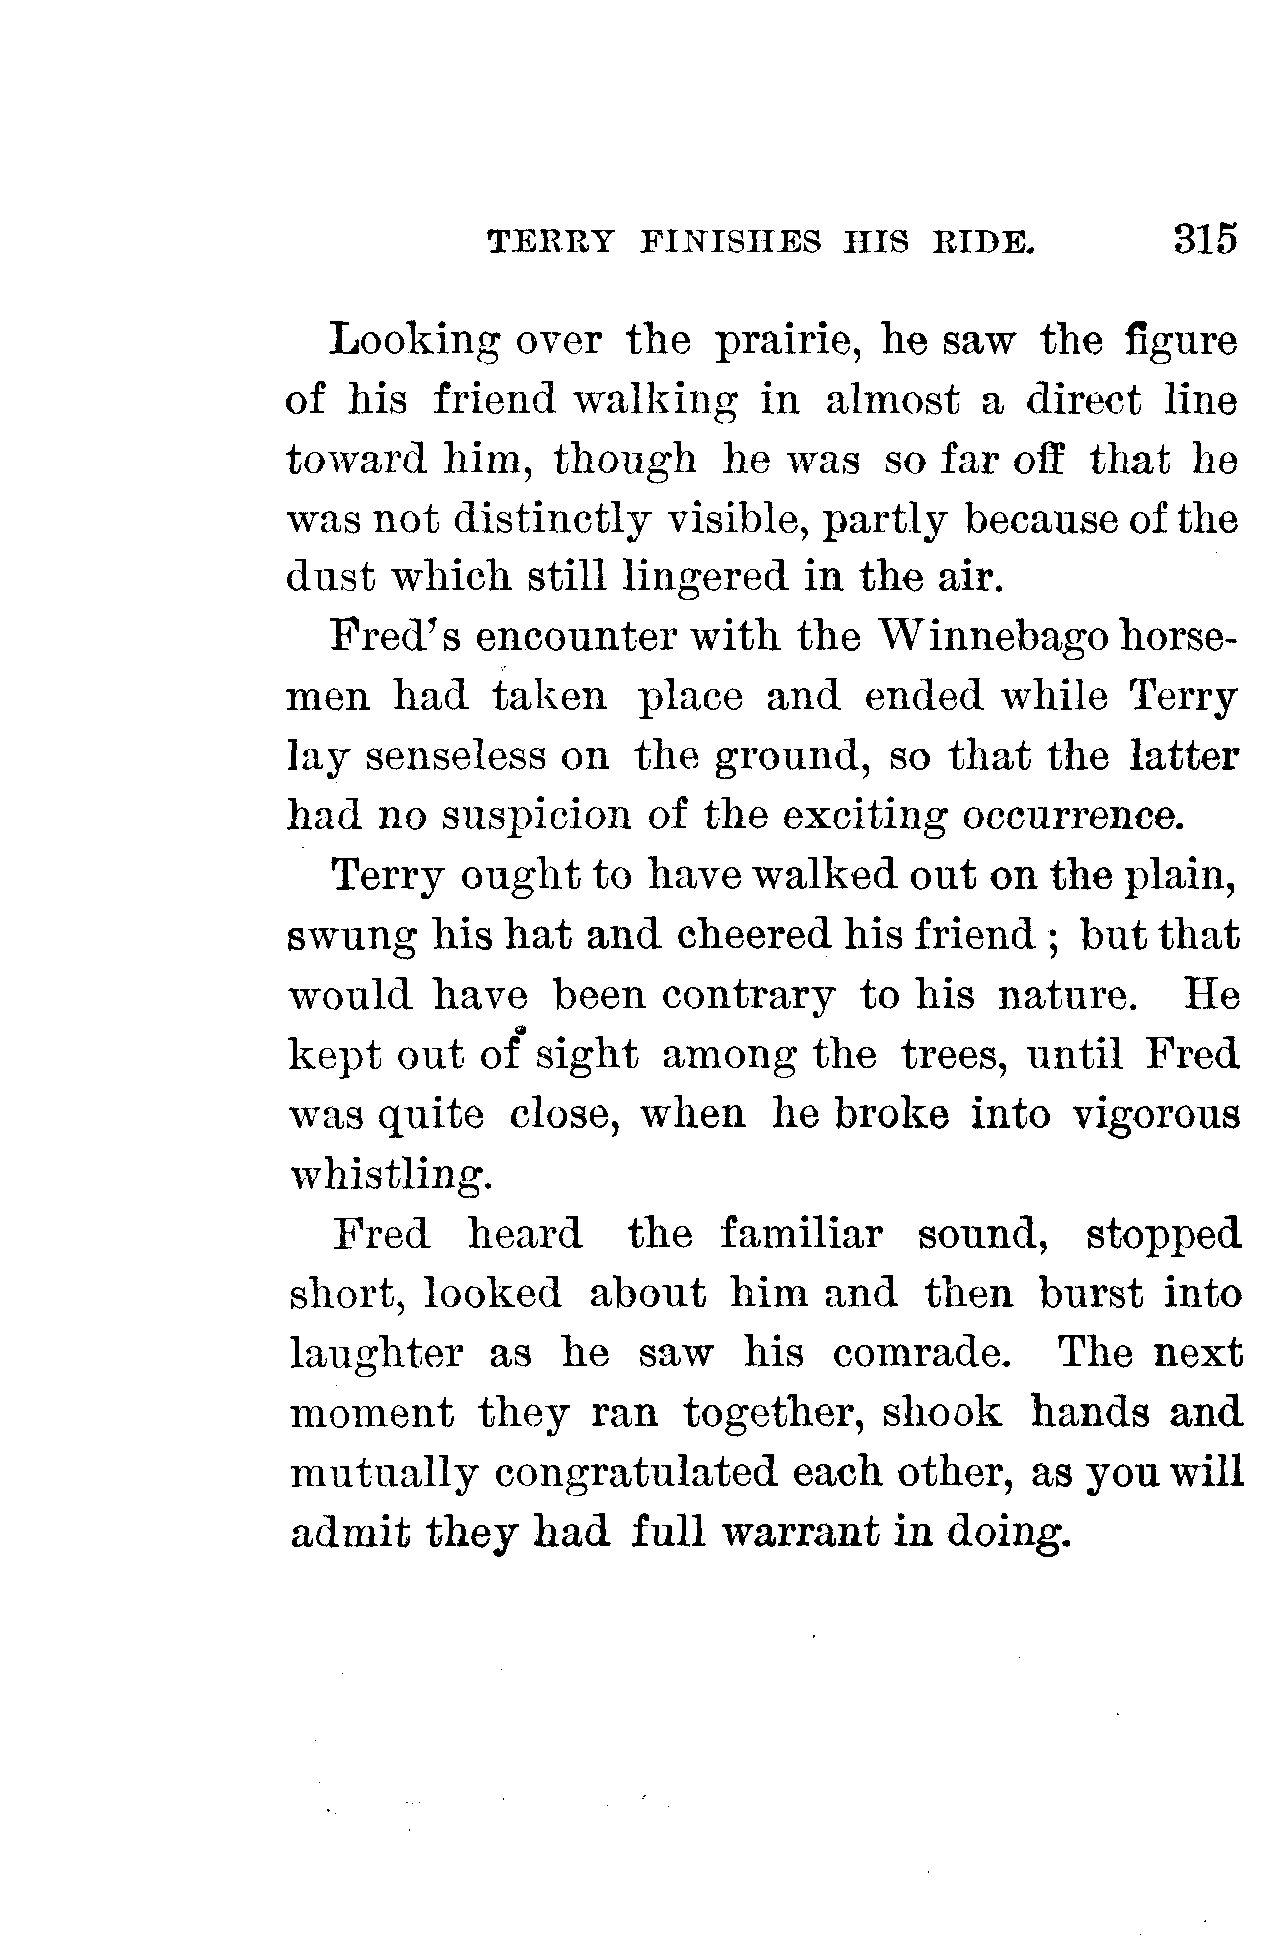 TERRY FINISHES HIS RIDE. 315
Looking over the prairie, he saw the figure
of his friend walking in almost a direct line
toward him, though he was so far off that he
was not distinctly visible, partly because of the
dust which still lingered in the air.
Fred's encounter with the Winnebago horse-
men had taken place and ended while Terry
lay senseless on the ground, so that the latter
had no suspicion of the exciting occurrence.
Terry ought to have walked out on the plain,
swung his hat and cheered his friend ; but that
would have been contrary to his nature. He
kept out of sight among the trees, until Fred
was quite close, when he broke into vigorous
whistling.
Fred heard the familiar sound, stopped
short, looked about him and then burst into
laughter as he saw his comrade. The next
moment they ran together, shook hands and
mutually congratulated each other, as you will
admit they had full warrant in doing.